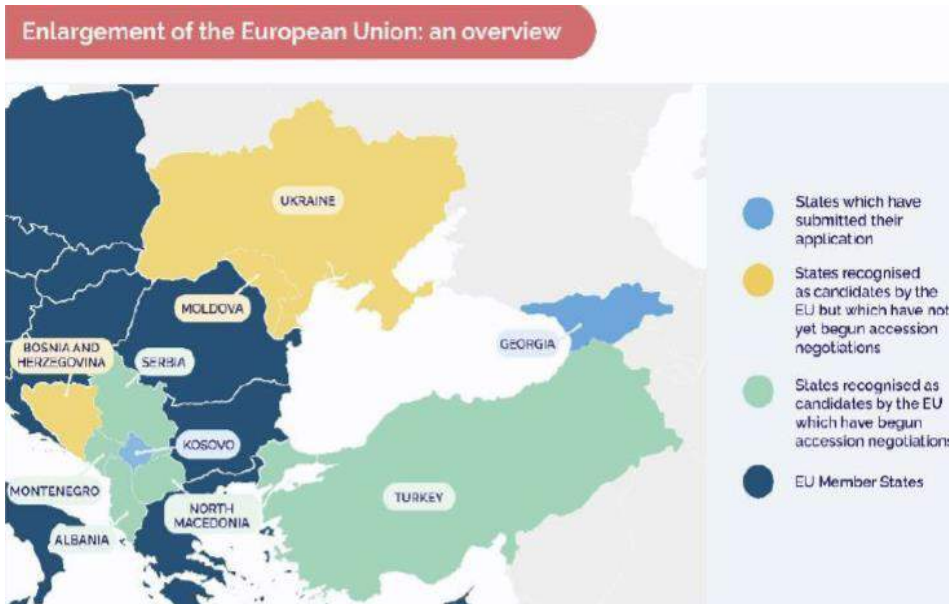 Enlargement of the European Union: an overview
UKRAINE
MOLDOVA
BOSNIA AND
HERZEGOVINA
SERBIA
GEORGIA
KOSOVO
MONTENEGRO
NORTH
MACEDONIA
ALBANIA
TURKEY
States which have
submitted their
application
States recognised
as candidates by the
EU but which have not
yet begun accession
negotiations
States recognised as
candidates by the EU
which have begun
accession negotiations
EU Member States